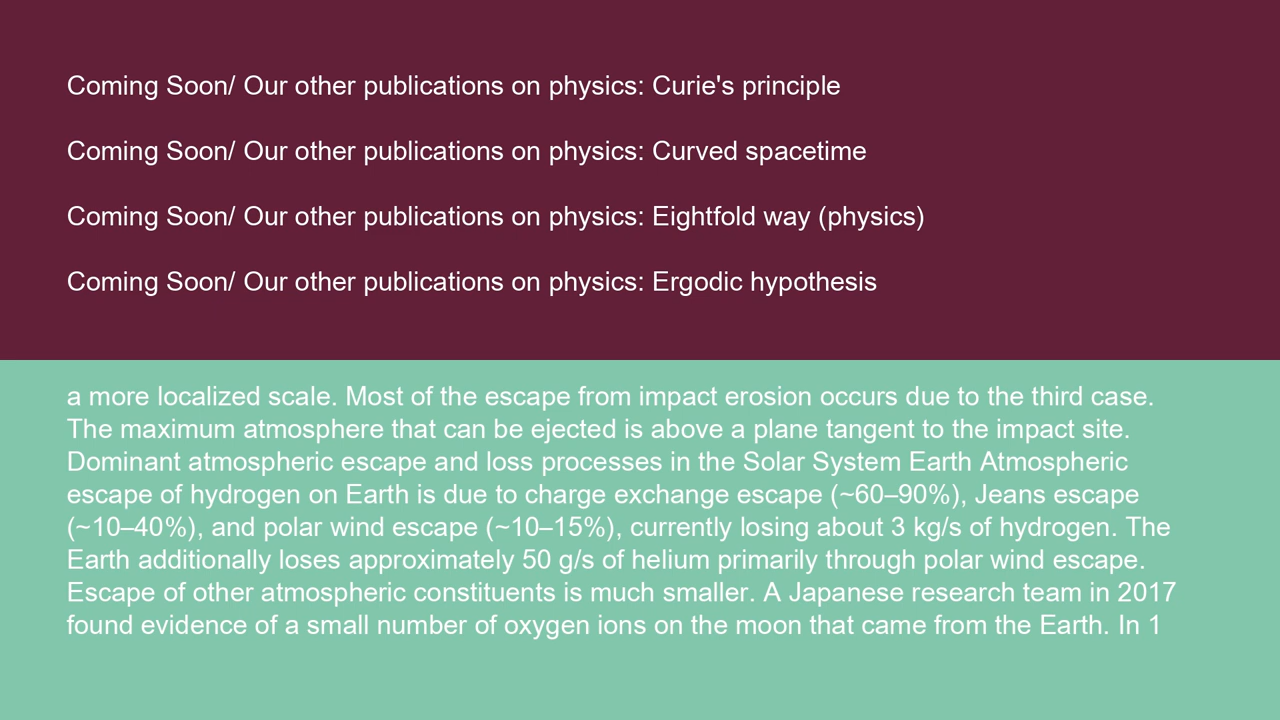 Coming Soon/ Our other publications on physics: Curie's principle
Coming Soon/ Our other publications on physics: Curved spacetime
Coming Soon/ Our other publications on physics: Eightfold way (physics)
Coming Soon/ Our other publications on physics: Ergodic hypothesis
a more localized scale. Most of the escape from impact erosion occurs due to the third case.
The maximum atmosphere that can be ejected is above a plane tangent to the impact site.
Dominant atmospheric escape and loss processes in the Solar System Earth Atmospheric
escape of hydrogen on Earth is due to charge exchange escape (~60–90%), Jeans escape
(~10–40%), and polar wind escape (~10–15%), currently losing about 3 kg/s of hydrogen. The
Earth additionally loses approximately 50 g/s of helium primarily through polar wind escape.
Escape of other atmospheric constituents is much smaller. A Japanese research team in 2017
found evidence of a small number of oxygen ions on the moon that came from the Earth. In 1